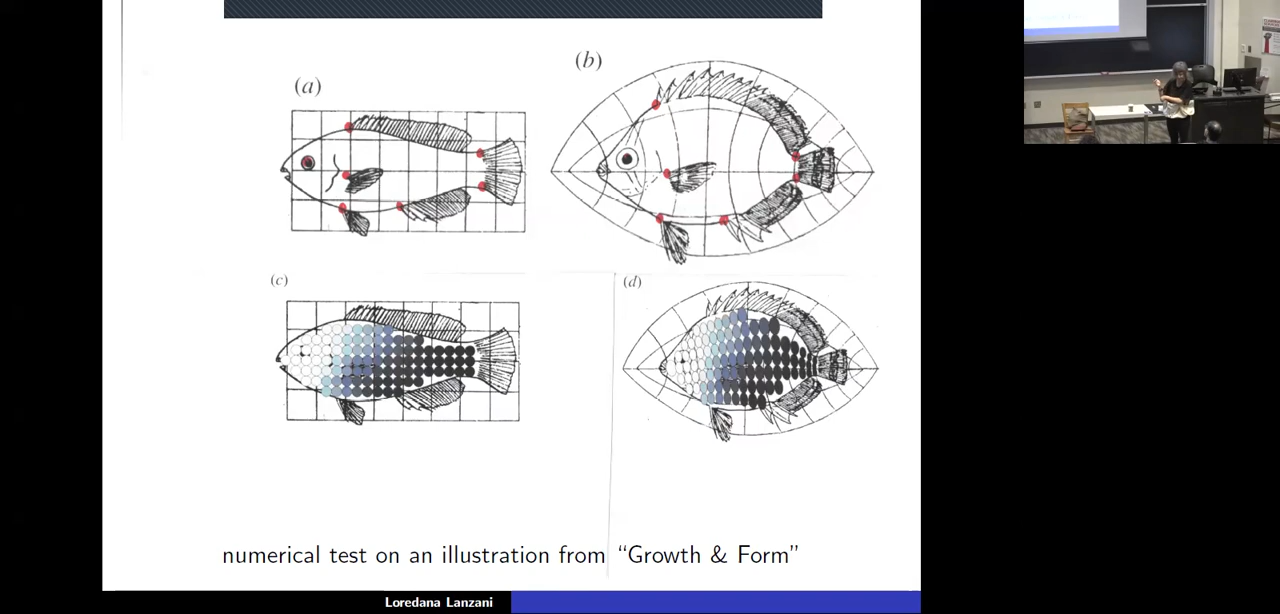 (a)
(b)
(c)
(d)
numerical test on an illustration from “Growth & Form”
Loredana Lanzani